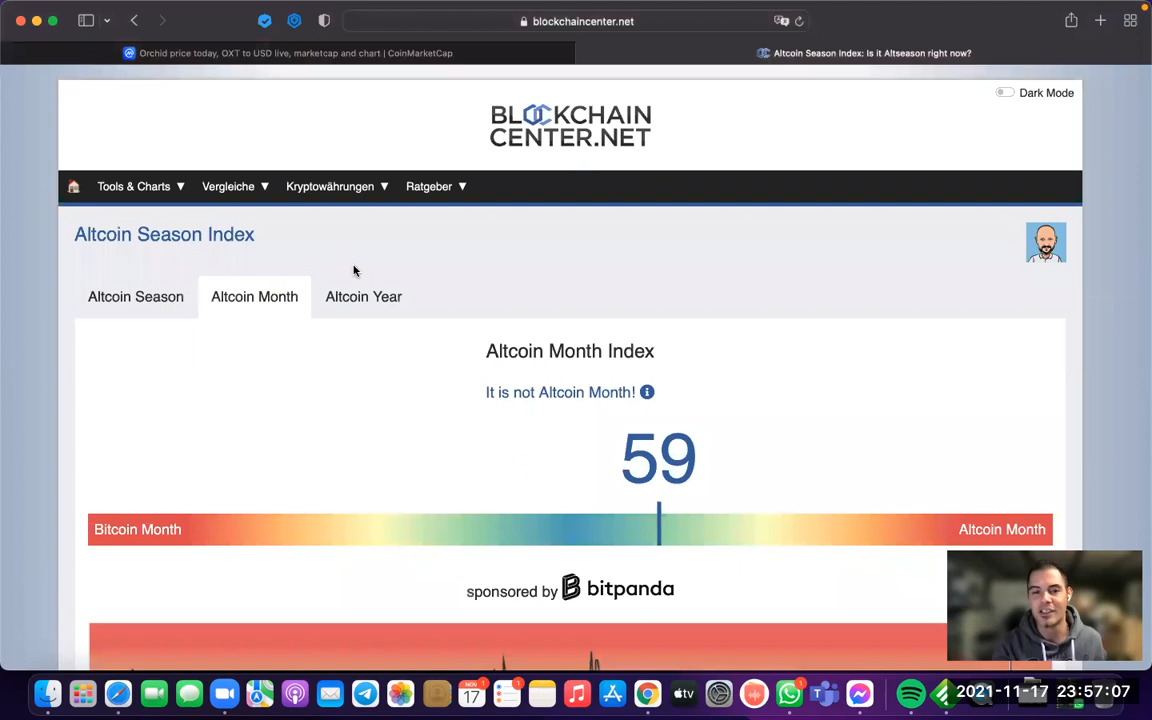 blockchaincenter.net
Orchid price today, OXT to USD live, marketcap and chart | CoinMarketCap
Altcoin Season Index: Is it Altseason right now?
Dark Mode
BLOCKCHAIN
CENTER.NET
Tools & Charts ▼
Vergleiche ▼
Kryptowährungen ▼
Ratgeber ▼
Altcoin Season Index
Altcoin Season
Altcoin Month
Altcoin Year
Altcoin Month Index
It is not Altcoin Month!
59
Bitcoin Month
Altcoin Month
sponsored by bitpanda
NOV
17
tv
2021-11-17 23:57:07